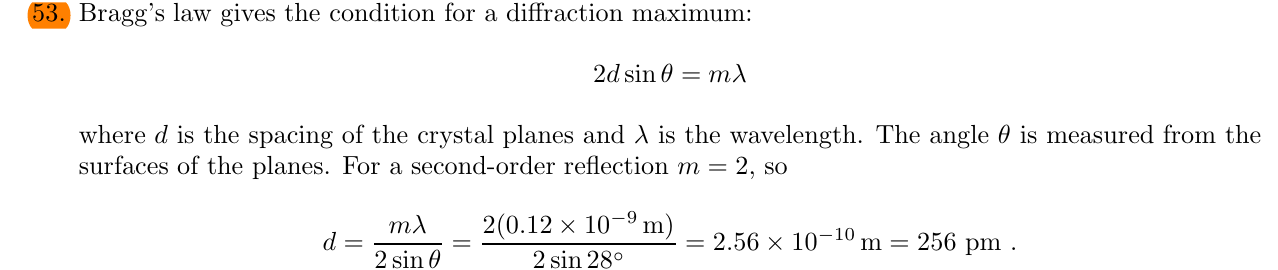 53. Bragg's law gives the condition for a diffraction maximum:
2d sin θ = mλ
where d is the spacing of the crystal planes and λ is the wavelength. The angle θ is measured from the
surfaces of the planes. For a second-order reflection m = 2, so
d = \frac{mλ}{2 sin θ} = \frac{2(0.12 × 10^{−9} m)}{2 sin 28°} = 2.56 × 10^{−10} m = 256 pm .